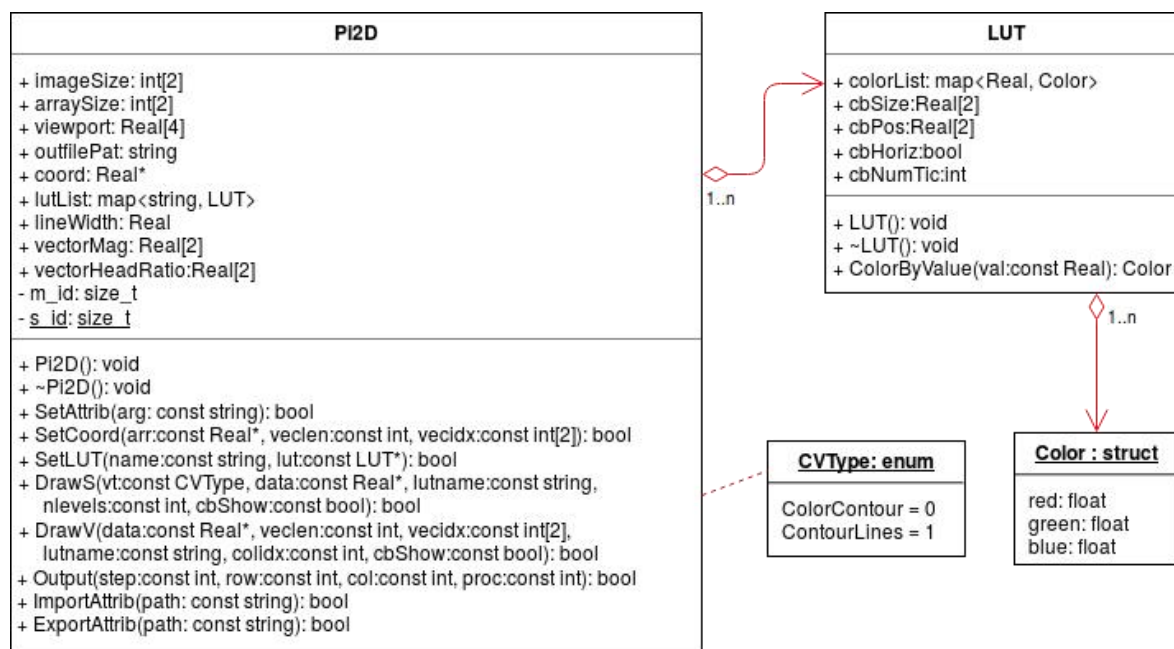 Pi2D
+ imageSize: int[2]
+ arraySize: int[2]
+ viewport: Real[4]
+ outfilePat: string
+ coord: Real*
+ lutList: map<string, LUT>
+ lineWidth: Real
+ vectorMag: Real[2]
+ vectorHeadRatio:Real[2]
- m_id: size_t
- s_id: size_t
+ Pi2D(): void
+ ~Pi2D(): void
+ SetAttrib(arg: const string): bool
+ SetCoord(arr:const Real*, veclen:const int, vecidx:const int[2]): bool
+ SetLUT(name:const string, lut:const LUT*): bool
+ DrawS(vt:const CVType, data:const Real*, lutname:const string,
nlevels:const int, cbShow:const bool): bool
+ DrawV(data:const Real*, veclen:const int, vecidx:const int[2],
lutname:const string, colidx:const int, cbShow:const bool): bool
+ Output(step:const int, row:const int, col:const int, proc:const int): bool
+ ImportAttrib(path: const string): bool
+ ExportAttrib(path: const string): bool
1..n
LUT
+ colorList: map<Real, Color>
+ cbSize:Real[2]
+ cbPos:Real[2]
+ cbHoriz:bool
+ cbNumTic:int
+ LUT(): void
+ ~LUT(): void
+ ColorByValue(val:const Real): Color
1..n
CVType: enum
ColorContour = 0
ContourLines = 1
Color : struct
red: float
green: float
blue: float